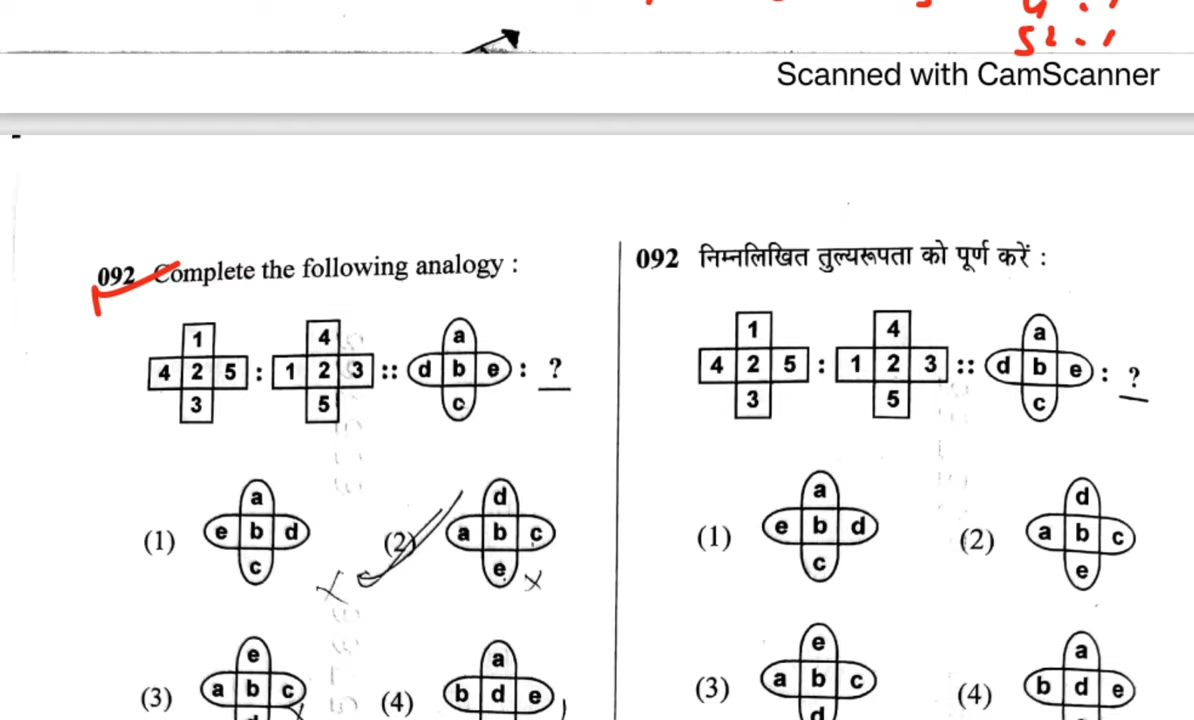 52.1
Scanned with CamScanner
092 Complete the following analogy :
1
4 2 5
3
:
4
1 2 3
5
::
a
d b e
c
: ?
(1)
a
e b d
c
(2)
d
a b c
e
(3)
e
a b c
d
(4)
a
b d e
092 निम्नलिखित तुल्यरूपता को पूर्ण करें :
1
4 2 5
3
:
4
1 2 3
5
::
a
d b e
c
: ?
(1)
a
e b d
c
(2)
d
a b c
e
(3)
e
a b c
d
(4)
a
b d e